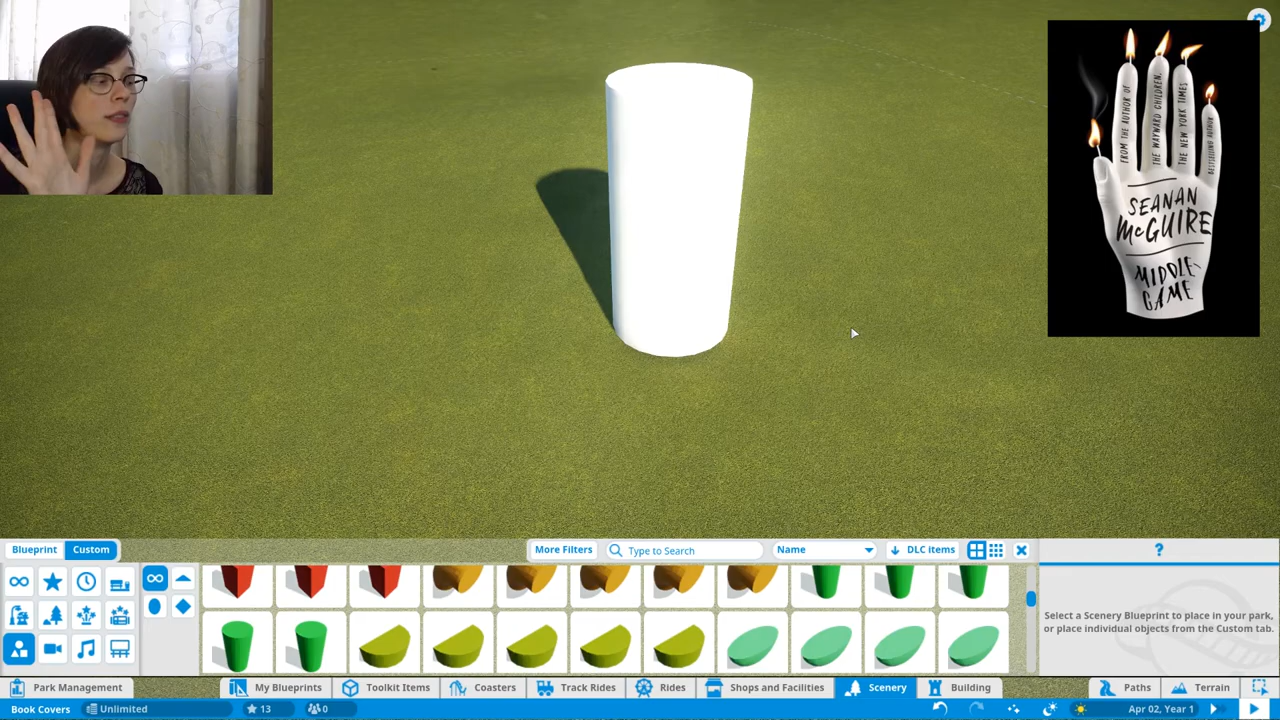 FROM THE AUTHOR OF
THE WAYWARD CHILDREN,
THE NEW YORK TIMES
BESTSELLING AUTHOR
SEANAN
McGUIRE
MIDDLE-
GAME
Blueprint
Custom
More Filters
Type to Search
Name
DLC items
?
Select a Scenery Blueprint to place in your park,
or place individual objects from the Custom tab.
Park Management
My Blueprints
Toolkit Items
Coasters
Track Rides
Rides
Shops and Facilities
Scenery
Building
Paths
Terrain
Book Covers
Unlimited
13
0
Apr 02, Year 1